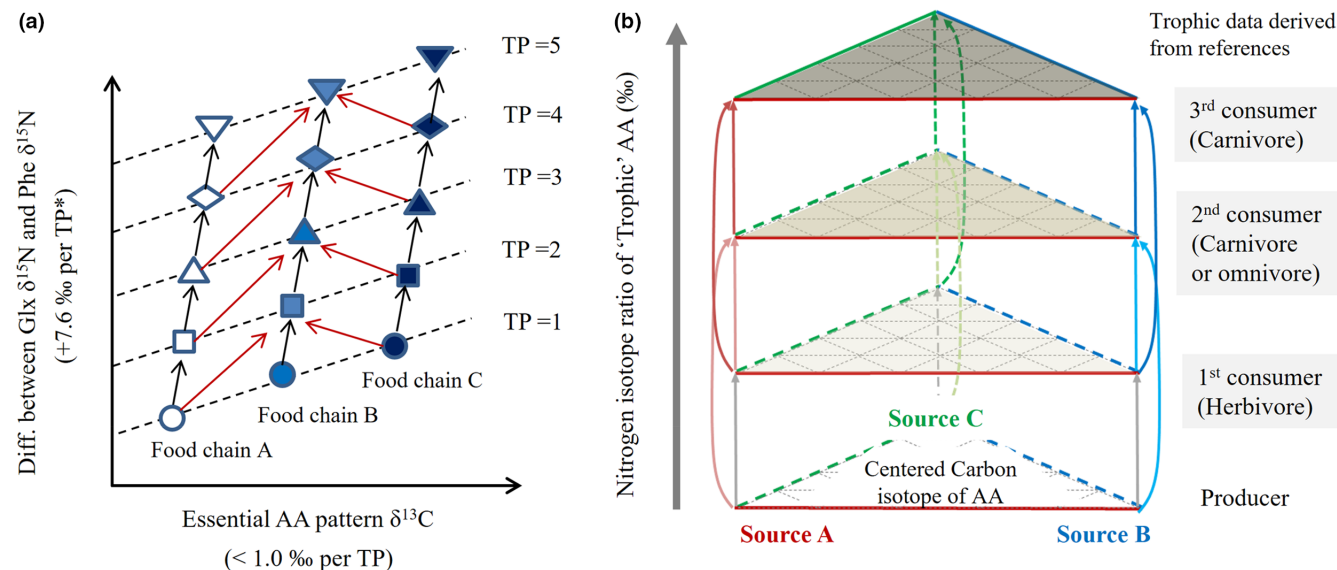 (a)
TP =5
TP =4
TP =3
TP =2
TP =1
Diff. between Glx δ¹⁵N and Phe δ¹⁵N
(+7.6 ‰ per TP*)
Food chain C
Food chain B
Food chain A
Essential AA pattern δ¹³C
(< 1.0 ‰ per TP)
(b)
Nitrogen isotope ratio of ‘Trophic’ AA (‰)
Trophic data derived
from references
3rd consumer
(Carnivore)
2nd consumer
(Carnivore
or omnivore)
1st consumer
(Herbivore)
Source C
Centered Carbon
isotope of AA
Producer
Source A
Source B